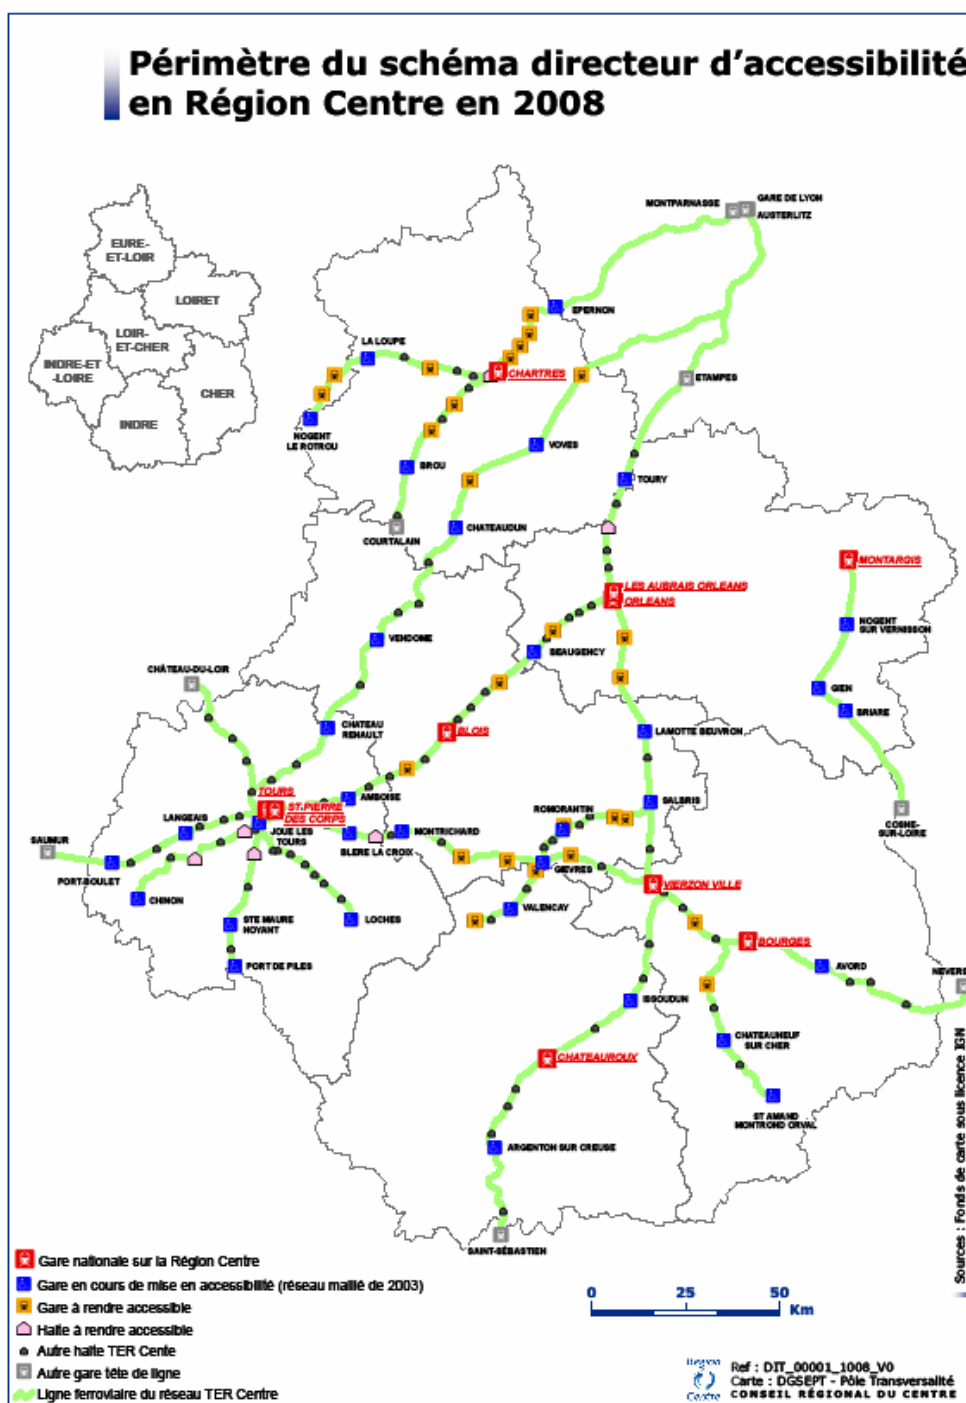 Périmètre du schéma directeur d'accessibilité
en Région Centre en 2008
MONTPARNASSE
GARE DE LYON
AUSTERLITZ
EURE-
ET-LOIR
LOIRET
LOIR-
ET-CHER
INDRE-ET
-LOIRE
CHER
INDRE
EPERNON
LA LOUPE
CHARTRES
ETAMPES
NOGENT
LE ROTROU
VOVES
BROU
TOURY
COURTALAIN
CHATEAUDUN
MONTARGIS
LES AUBRAIS ORLEANS
ORLEANS
NOGENT
SUR VERNISSON
VENDOME
BEAUGENCY
CHÂTEAU-DU-LOIR
GIEN
BRIARE
CHATEAU
RENAULT
BLOIS
LAMOTTE BEUVRON
TOURS
AMBOISE
ST.PIERRE
DES CORPS
SALBRIS
ROMORANTIN
COSNE-
SUR-LOIRE
LANGEAIS
JOUE LES
TOURS
MONTRICHARD
BLERE LA CROIX
SAUMUR
PORT-BOULET
GIEVRES
VIERZON VILLE
CHINON
VALENCAY
STE MAURE
NOYANT
LOCHES
BOURGES
PORT DE PILES
AVORD
NEVERS
ISSOUDUN
CHATEAUNEUF
SUR CHER
CHATEAUROUX
ST AMAND
MONTROND ORVAL
ARGENTON SUR CREUSE
SAINT-SÉBASTIEN
Sources : Fonds de carte sous licence IGN
Gare nationale sur la Région Centre
Gare en cours de mise en accessibilité (réseau maillé de 2003)
Gare à rendre accessible
Halte à rendre accessible
Autre halte TER Cente
Autre gare tête de ligne
Ligne ferroviaire du réseau TER Centre
0 25 50
Km
Région
Centre
Ref : DIT_00001_1008_V0
Carte : DGSEPT - Pôle Transversalité
CONSEIL RÉGIONAL DU CENTRE